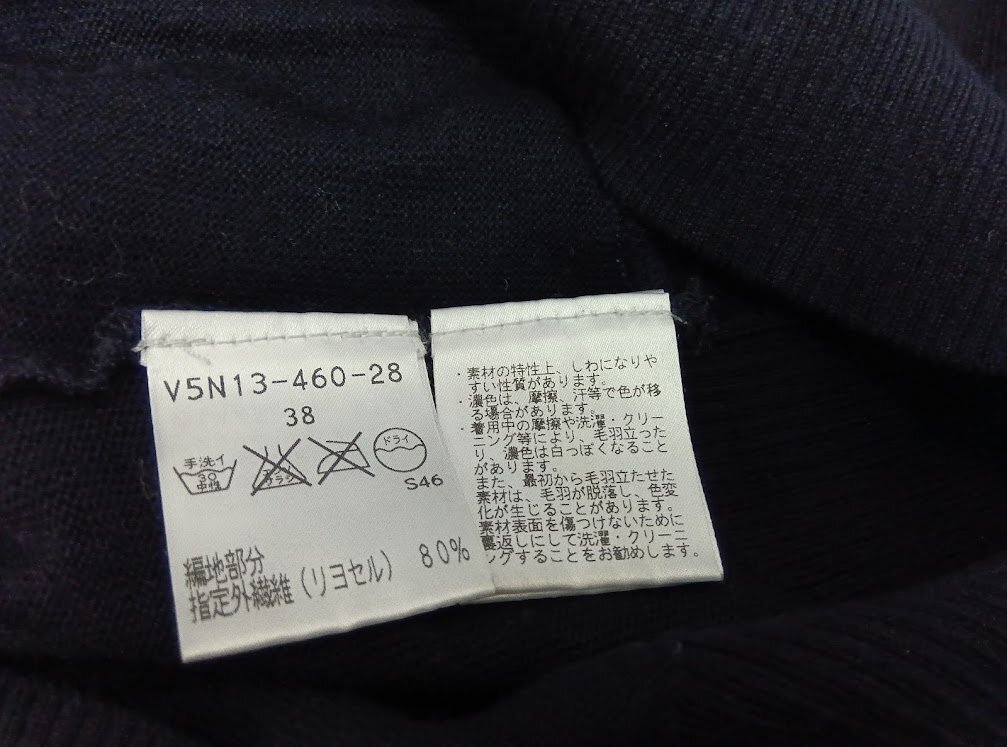 V5N13-460-28
38
手洗イ
30
中性
エンソ
サラシ
ドライ
S46
編地部分
指定外繊維(リヨセル) 80%
・素材の特性上、しわになりや
すい性質があります。
・濃色は、摩擦、汗等で色が移
る場合があります。
・着用中の摩擦や洗濯・クリー
ニング等により、毛羽立った
り、濃色は白っぽくなること
があります。
また、最初から毛羽立たせた
素材は、毛羽が脱落し、色変
化が生じることがあります。
素材表面を傷つけないために
裏返しにして洗濯・クリーニ
ングすることをお勧めします。